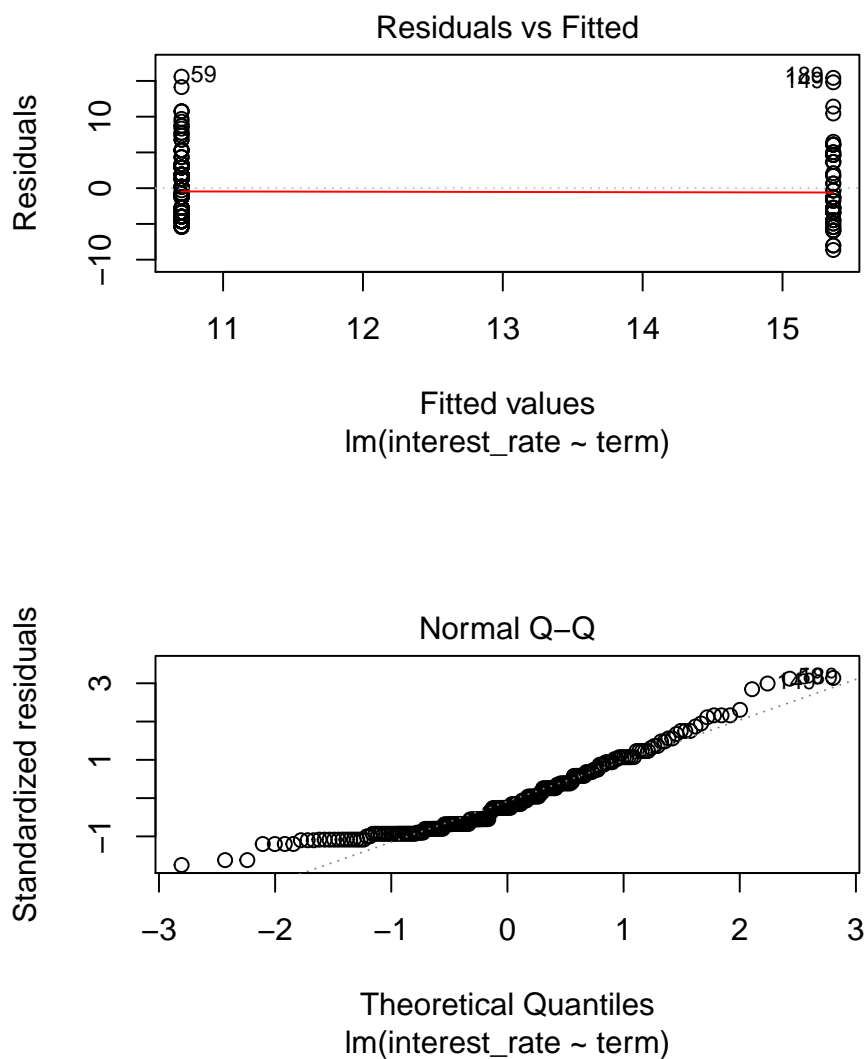 Residuals vs Fitted
Residuals
10
0
−10
59
11
12
13
14
15
Fitted values
lm(interest_rate ~ term)
Normal Q−Q
Standardized residuals
3
1
−1
−3
−2
−1
0
1
2
3
Theoretical Quantiles
lm(interest_rate ~ term)